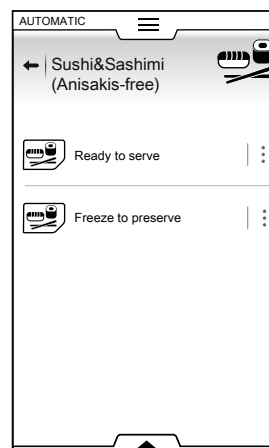 AUTOMATIC
Sushi&Sashimi
(Anisakis-free)
Ready to serve
Freeze to preserve